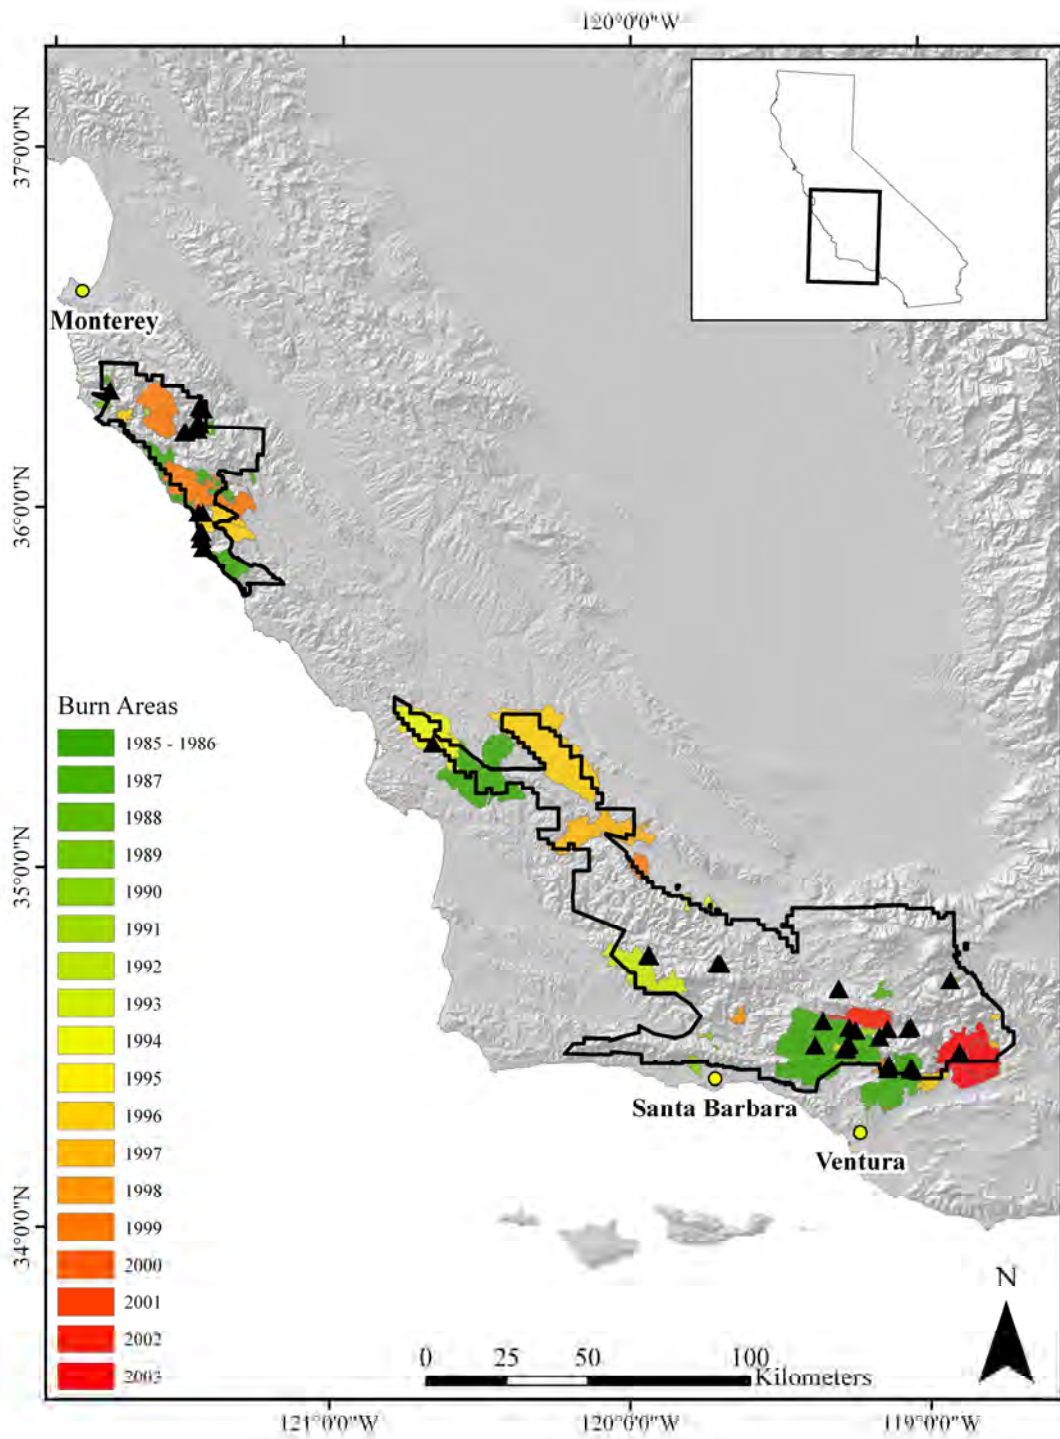 120°0'0"W
37°0'0"N
36°0'0"N
35°0'0"N
34°0'0"N
Monterey
Burn Areas
1985 - 1986
1987
1988
1989
1990
1991
1992
1993
1994
1995
1996
1997
1998
1999
2000
2001
2002
2003
Santa Barbara
Ventura
N
0 25 50 100
Kilometers
121°0'0"W 120°0'0"W 119°0'0"W